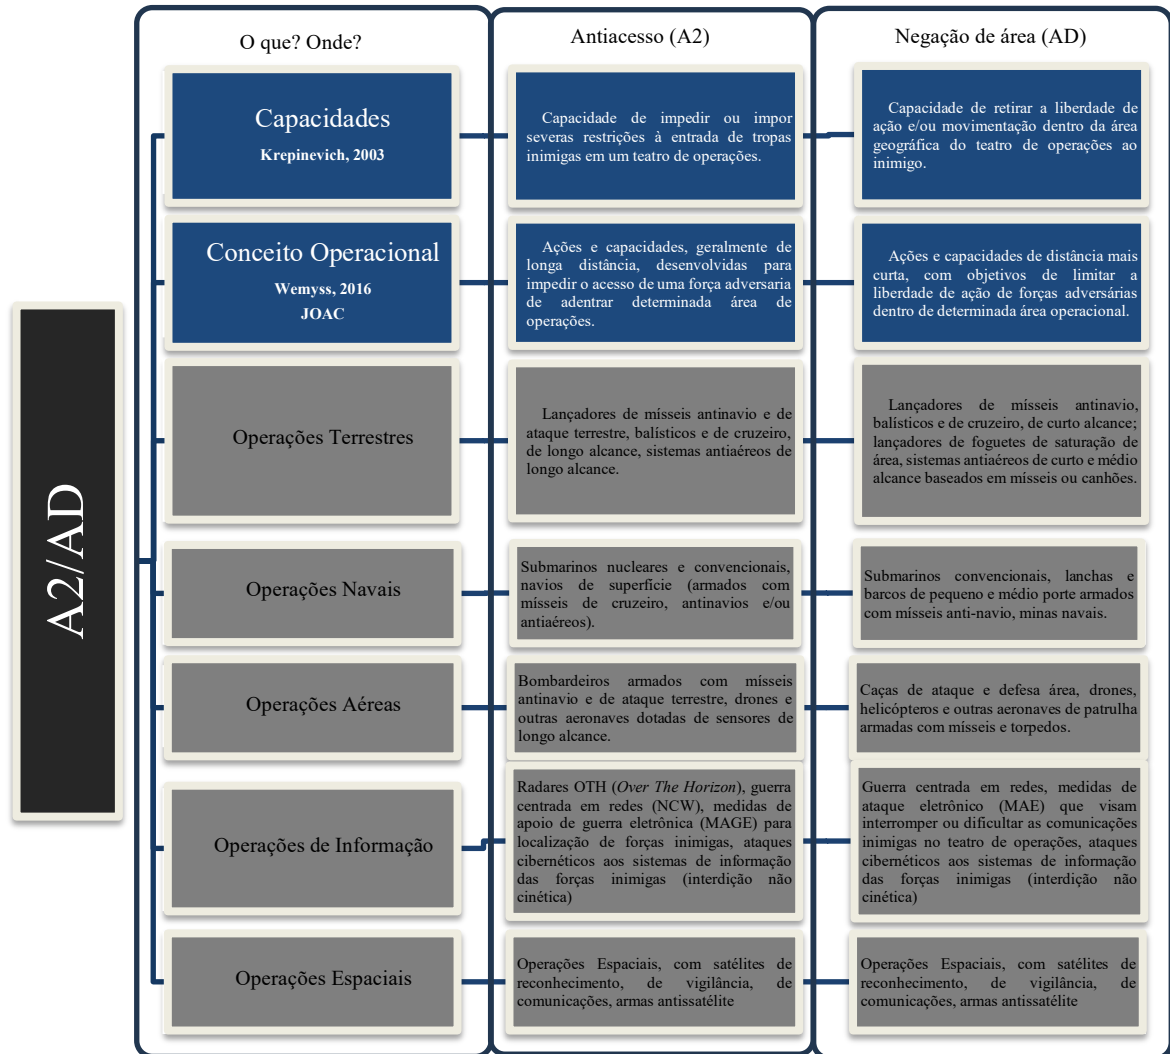 A2/AD
O que? Onde?
Antiacesso (A2)
Negação de área (AD)
Capacidades
Krepinevich, 2003
Capacidade de impedir ou impor
severas restrições à entrada de tropas
inimigas em um teatro de operações.
Capacidade de retirar a liberdade de
ação e/ou movimentação dentro da área
geográfica do teatro de operações ao
inimigo.
Conceito Operacional
Wemyss, 2016
JOAC
Ações e capacidades, geralmente de
longa distância, desenvolvidas para
impedir o acesso de uma força adversaria
de adentrar determinada área de
operações.
Ações e capacidades de distância mais
curta, com objetivos de limitar a
liberdade de ação de forças adversárias
dentro de determinada área operacional.
Operações Terrestres
Lançadores de mísseis antinavio e de
ataque terrestre, balísticos e de cruzeiro,
de longo alcance, sistemas antiaéreos de
longo alcance.
Lançadores de mísseis antinavio,
balísticos e de cruzeiro, de curto alcance;
lançadores de foguetes de saturação de
área, sistemas antiaéreos de curto e médio
alcance baseados em mísseis ou canhões.
Operações Navais
Submarinos nucleares e convencionais,
navios de superfície (armados com
mísseis de cruzeiro, antinavios e/ou
antiaéreos).
Submarinos convencionais, lanchas e
barcos de pequeno e médio porte armados
com mísseis anti-navio, minas navais.
Operações Aéreas
Bombardeiros armados com mísseis
antinavio e de ataque terrestre, drones e
outras aeronaves dotadas de sensores de
longo alcance.
Caças de ataque e defesa área, drones,
helicópteros e outras aeronaves de patrulha
armadas com mísseis e torpedos.
Operações de Informação
Radares OTH (Over The Horizon), guerra
centrada em redes (NCW), medidas de
apoio de guerra eletrônica (MAGE) para
localização de forças inimigas, ataques
cibernéticos aos sistemas de informação
das forças inimigas (interdição não
cinética)
Guerra centrada em redes, medidas de
ataque eletrônico (MAE) que visam
interromper ou dificultar as comunicações
inimigas no teatro de operações, ataques
cibernéticos aos sistemas de informação
das forças inimigas (interdição não
cinética)
Operações Espaciais
Operações Espaciais, com satélites de
reconhecimento, de vigilância, de
comunicações, armas antissatélite
Operações Espaciais, com satélites de
reconhecimento, de vigilância, de
comunicações, armas antissatélite